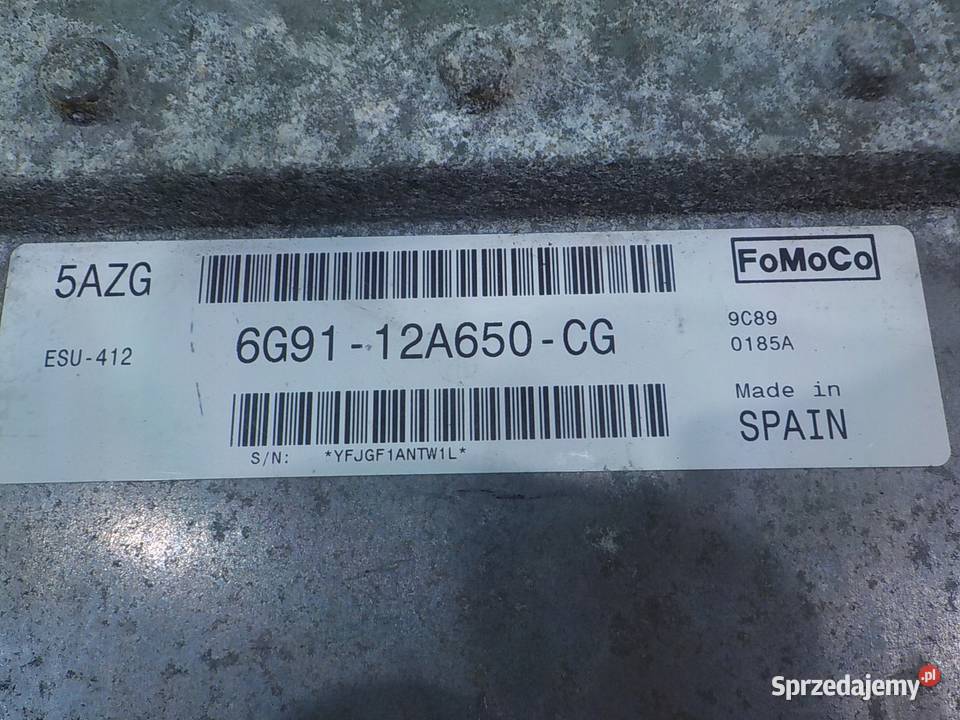 5AZG
FoMoCo
ESU-412
6G91-12A650-CG
9C89
0185A
Made in
SPAIN
S/N: *YFJGF1ANTW1L*
Sprzedajemy.pl